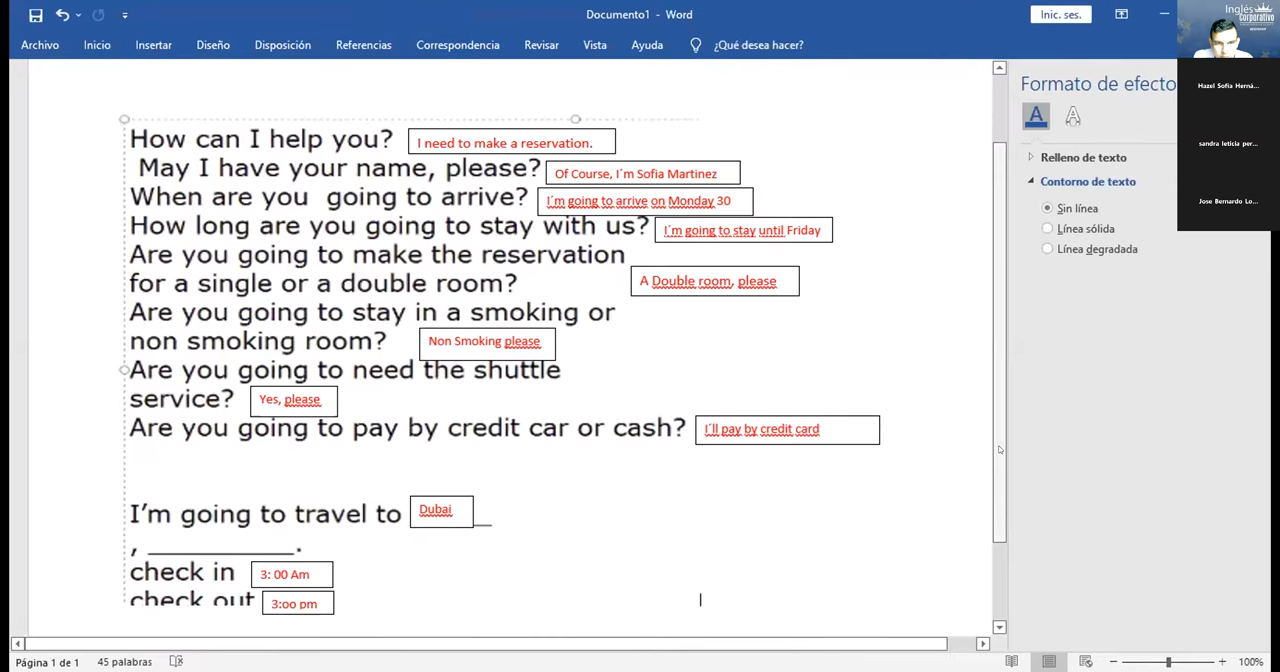 Documento1 - Word
Inic. ses.
Inglés
Corporativo
Archivo Inicio Insertar Diseño Disposición Referencias Correspondencia Revisar Vista Ayuda ¿Qué desea hacer?
Hazel Sofia Herná...
sandra leticia per...
Jose Bernardo Lo...
Formato de efecto
Relleno de texto
Contorno de texto
Sin línea
Línea sólida
Línea degradada
How can I help you? I need to make a reservation.
May I have your name, please? Of Course, I´m Sofia Martinez
When are you going to arrive? I´m going to arrive on Monday 30
How long are you going to stay with us? I´m going to stay until Friday
Are you going to make the reservation
for a single or a double room? A Double room, please
Are you going to stay in a smoking or
non smoking room? Non Smoking please
Are you going to need the shuttle
service? Yes, please
Are you going to pay by credit car or cash? I´ll pay by credit card
I’m going to travel to Dubai __
, ___________.
check in 3: 00 Am
check out 3:oo pm
Página 1 de 1 45 palabras 100%